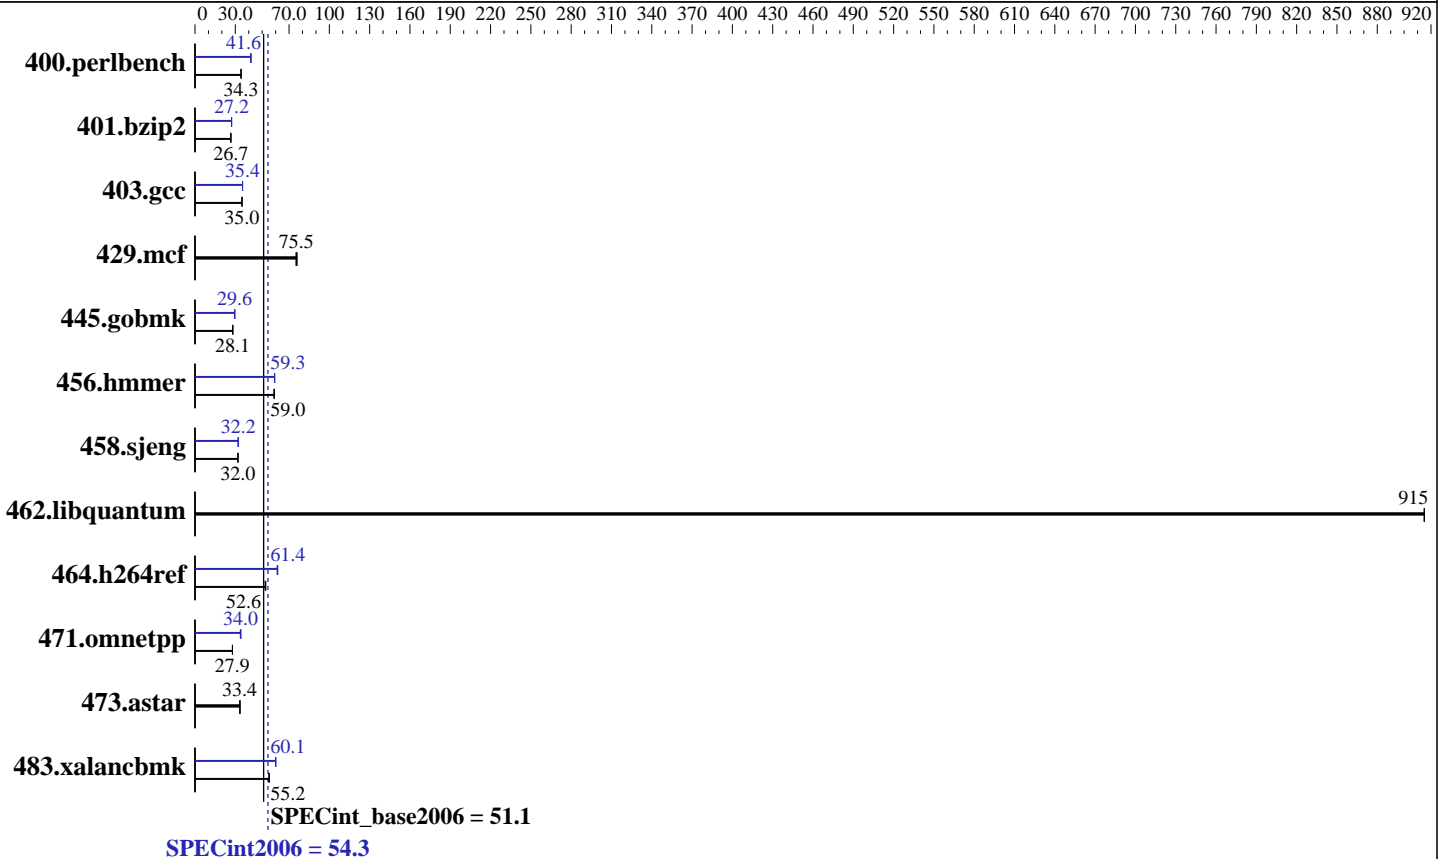 0 30.0 70.0 100 130 160 190 220 250 280 310 340 370 400 430 460 490 520 550 580 610 640 670 700 730 760 790 820 850 880 920
41.6
400.perlbench
34.3
27.2
401.bzip2
26.7
35.4
403.gcc
35.0
75.5
429.mcf
29.6
445.gobmk
28.1
59.3
456.hmmer
59.0
32.2
458.sjeng
32.0
915
462.libquantum
61.4
464.h264ref
52.6
34.0
471.omnetpp
27.9
33.4
473.astar
60.1
483.xalancbmk
55.2
SPECint_base2006 = 51.1
SPECint2006 = 54.3